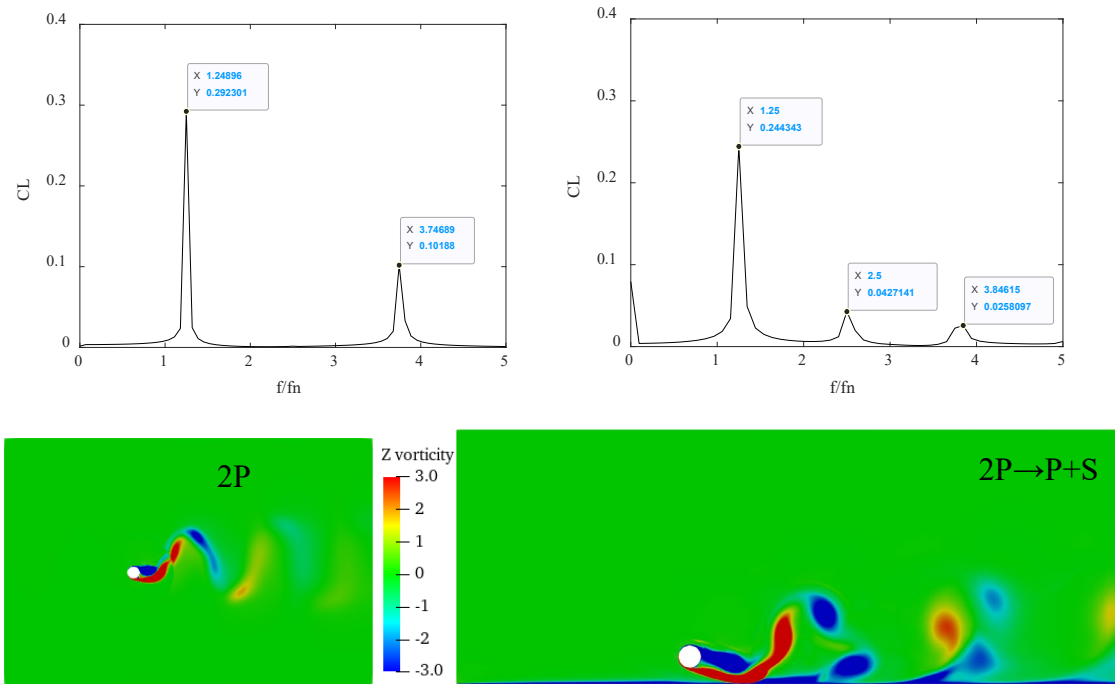 0.4
0.3
0.2
0.1
0
CL
X 1.24896
Y 0.292301
X 3.74689
Y 0.10188
0 1 2 3 4 5
f/fn
0.4
0.3
0.2
0.1
0
CL
X 1.25
Y 0.244343
X 2.5
Y 0.0427141
X 3.84615
Y 0.0258097
0 1 2 3 4 5
f/fn
2P
Z vorticity
3.0
2
1
0
-1
-2
-3.0
2P→P+S